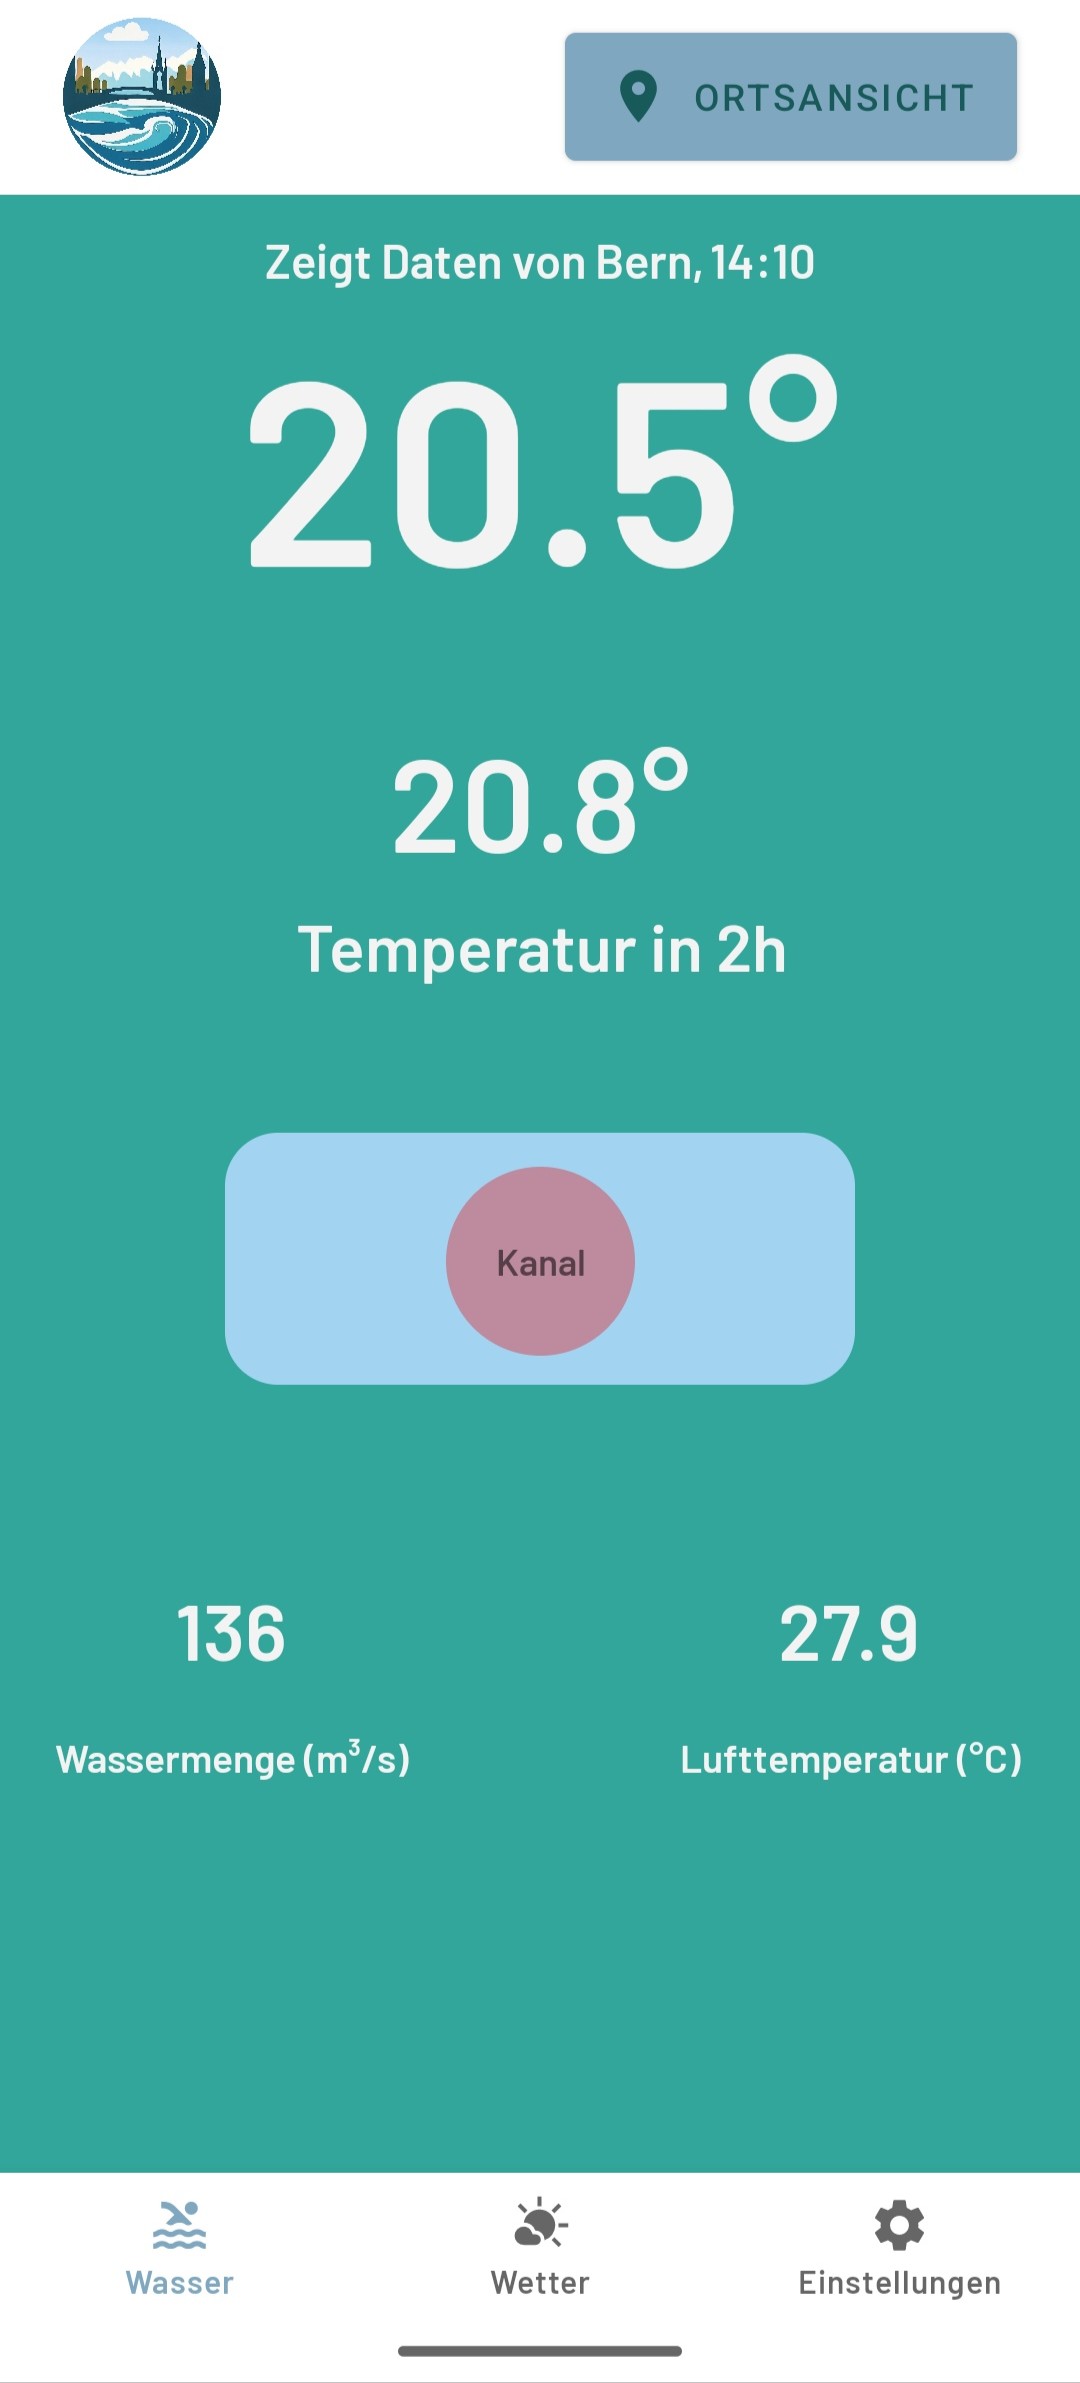 ORTSANSICHT
Zeigt Daten von Bern, 14:10
20.5°
20.8°
Temperatur in 2h
Kanal
136
Wassermenge (m³/s)
27.9
Lufttemperatur (°C)
Wasser
Wetter
Einstellungen